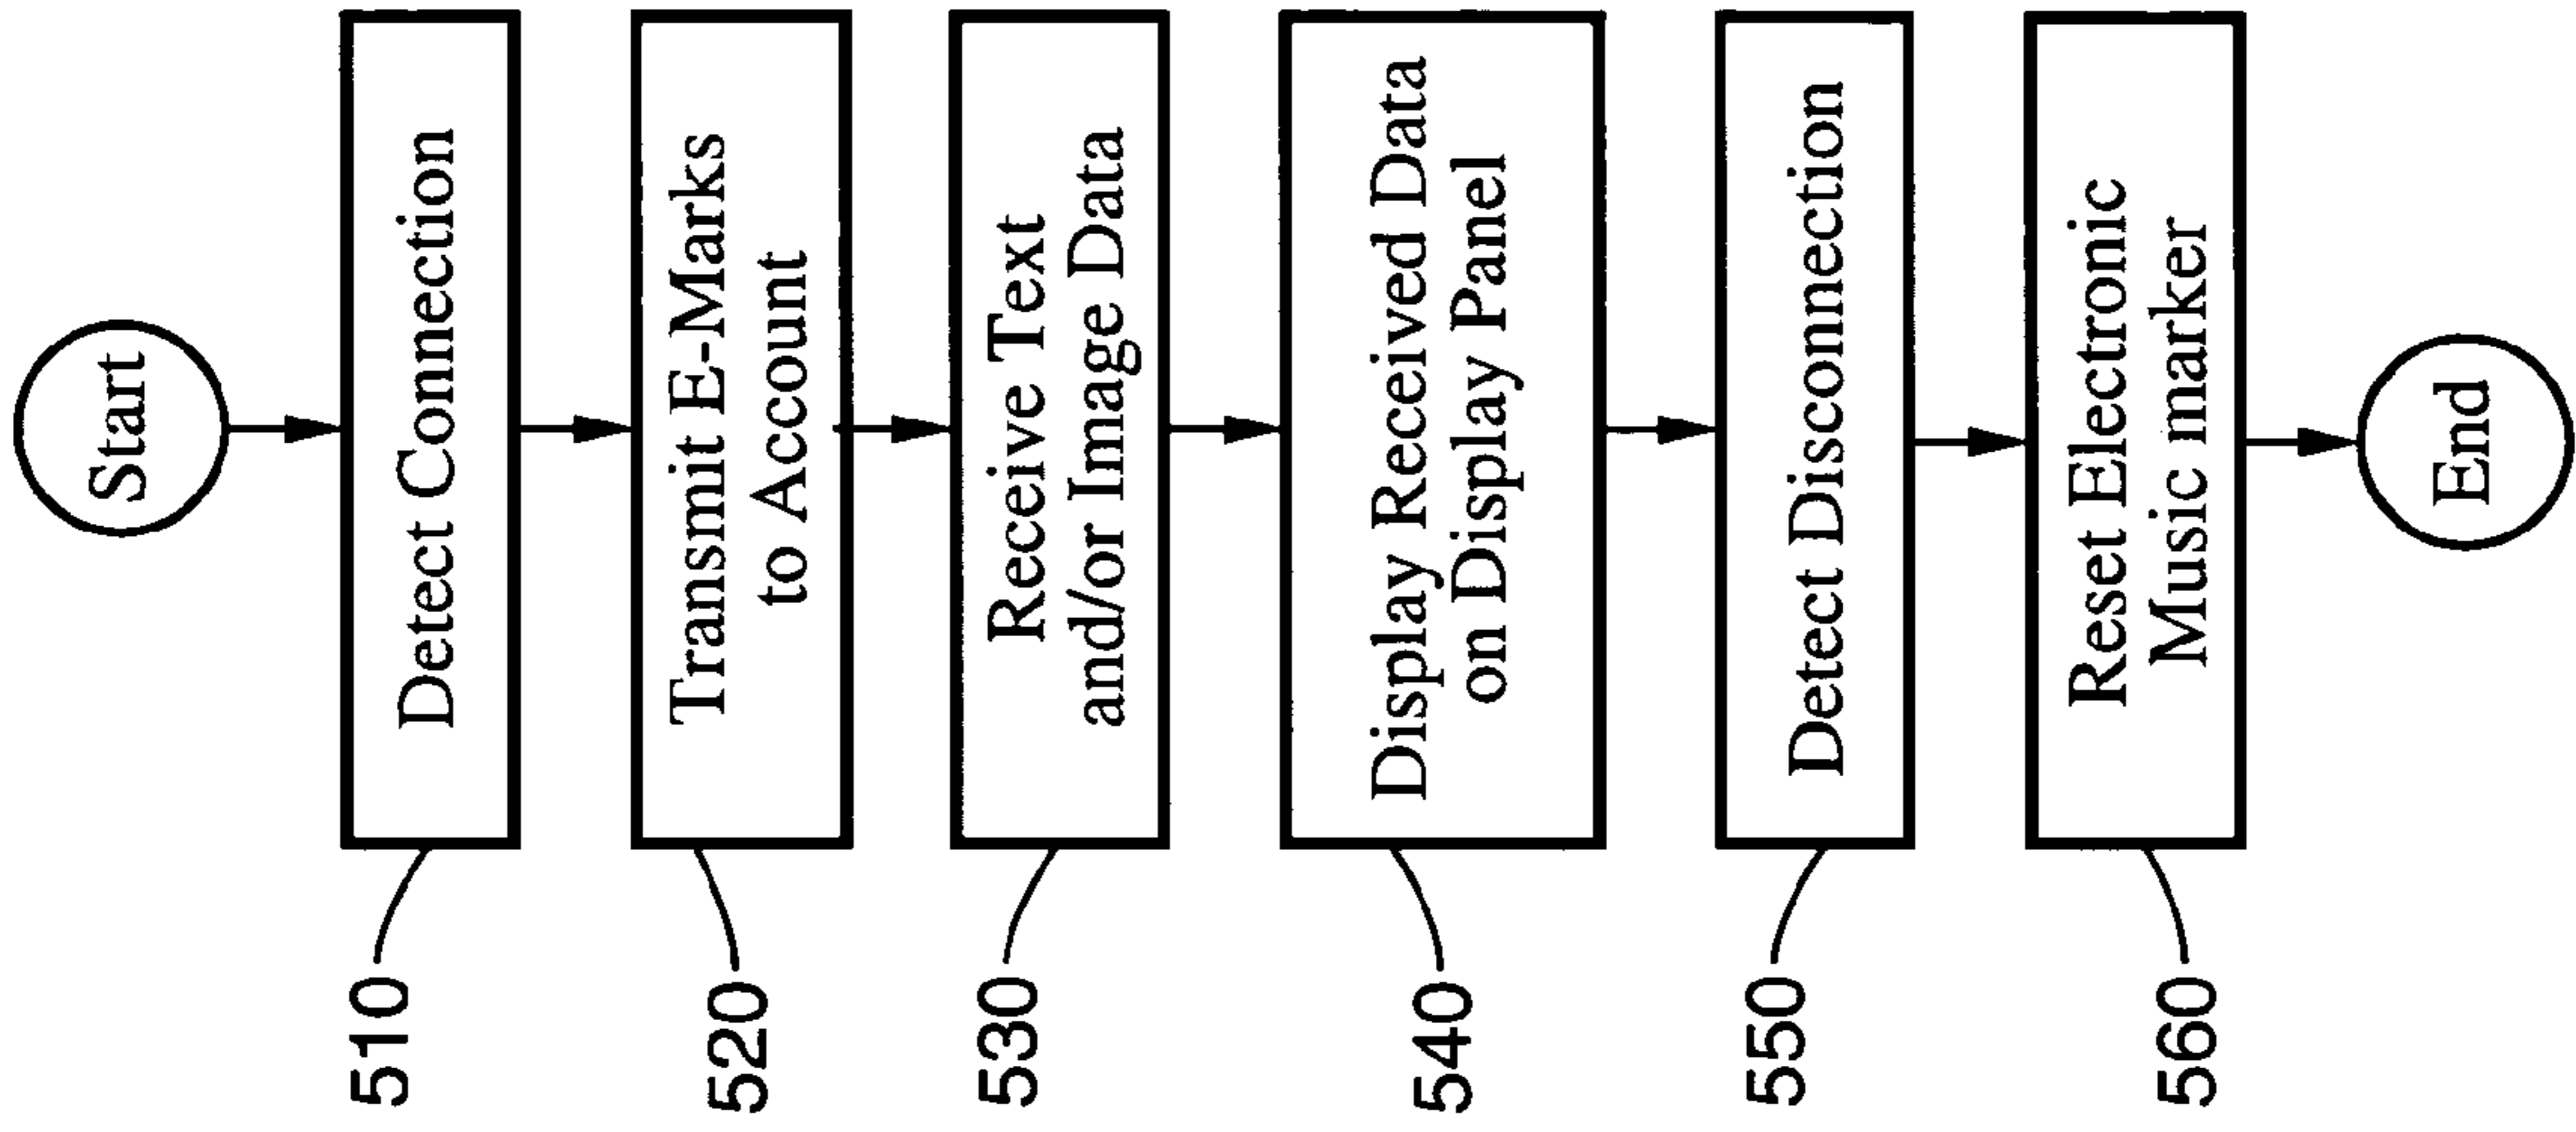 Start
510
Detect Connection
520
Transmit E-Marks
to Account
530
Receive Text
and/or Image Data
540
Display Received Data
on Display Panel
550
Detect Disconnection
560
Reset Electronic
Music marker
End